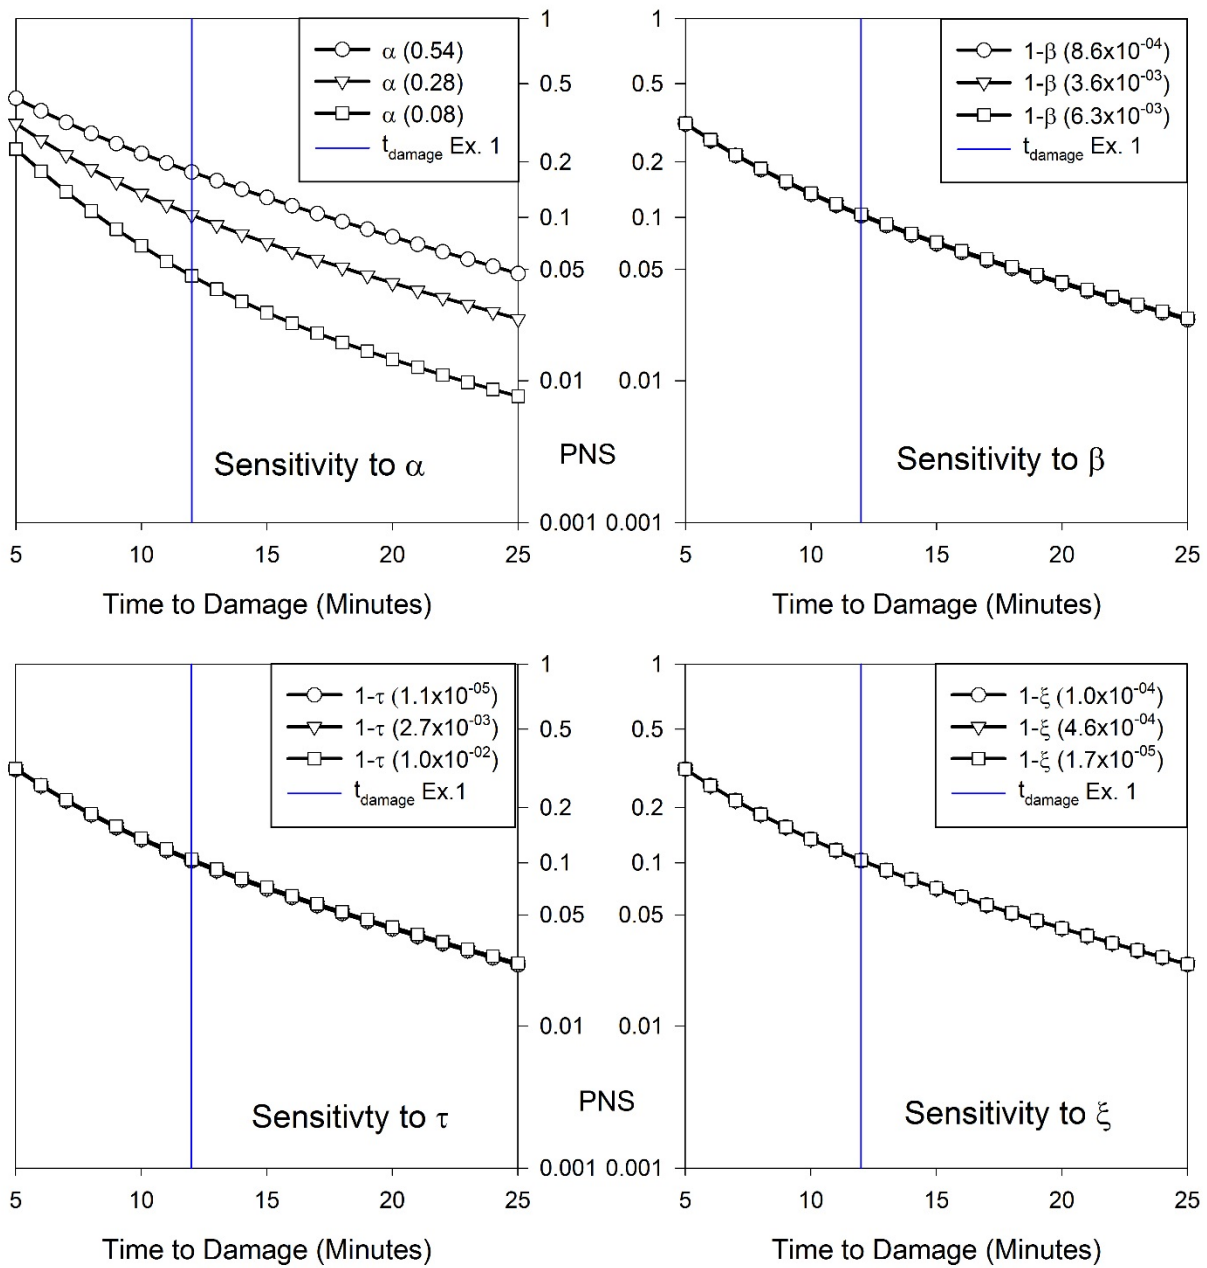 α (0.54)
α (0.28)
α (0.08)
t_damage Ex. 1
1
0.5
0.2
0.1
0.05
0.01
0.001
Sensitivity to α
5 10 15 20 25
Time to Damage (Minutes)
PNS
1-β (8.6x10⁻⁰⁴)
1-β (3.6x10⁻⁰³)
1-β (6.3x10⁻⁰³)
t_damage Ex. 1
1
0.5
0.2
0.1
0.05
0.01
0.001
Sensitivity to β
5 10 15 20 25
Time to Damage (Minutes)
1-τ (1.1x10⁻⁰⁵)
1-τ (2.7x10⁻⁰³)
1-τ (1.0x10⁻⁰²)
t_damage Ex.1
1
0.5
0.2
0.1
0.05
0.01
0.001
Sensitivty to τ
5 10 15 20 25
Time to Damage (Minutes)
PNS
1-ξ (1.0x10⁻⁰⁴)
1-ξ (4.6x10⁻⁰⁴)
1-ξ (1.7x10⁻⁰⁵)
t_damage Ex. 1
1
0.5
0.2
0.1
0.05
0.01
0.001
Sensitivity to ξ
5 10 15 20 25
Time to Damage (Minutes)